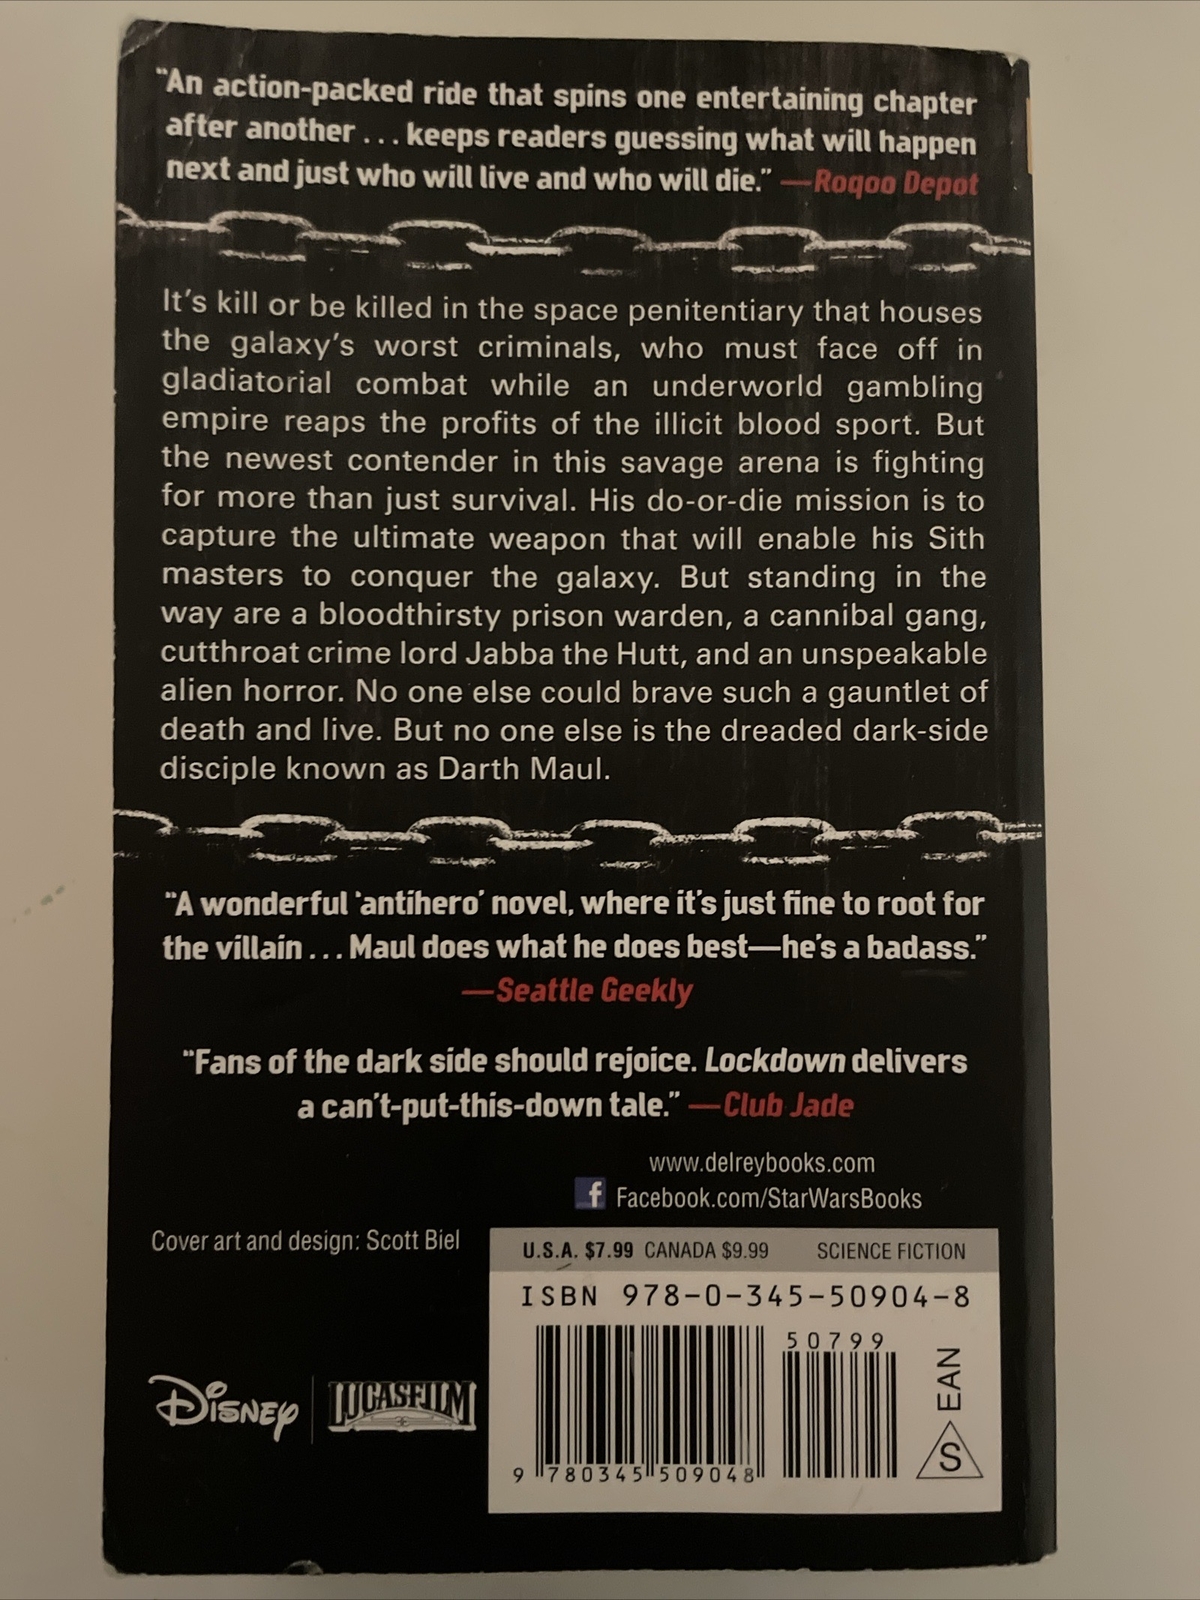 "An action-packed ride that spins one entertaining chapter
after another . . . keeps readers guessing what will happen
next and just who will live and who will die." —Roqoo Depot
It's kill or be killed in the space penitentiary that houses
the galaxy's worst criminals, who must face off in
gladiatorial combat while an underworld gambling
empire reaps the profits of the illicit blood sport. But
the newest contender in this savage arena is fighting
for more than just survival. His do-or-die mission is to
capture the ultimate weapon that will enable his Sith
masters to conquer the galaxy. But standing in the
way are a bloodthirsty prison warden, a cannibal gang,
cutthroat crime lord Jabba the Hutt, and an unspeakable
alien horror. No one else could brave such a gauntlet of
death and live. But no one else is the dreaded dark-side
disciple known as Darth Maul.
"A wonderful 'antihero' novel, where it's just fine to root for
the villain . . . Maul does what he does best—he's a badass."
—Seattle Geekly
"Fans of the dark side should rejoice. Lockdown delivers
a can't-put-this-down tale." —Club Jade
www.delreybooks.com
f Facebook.com/StarWarsBooks
Cover art and design: Scott Biel
U.S.A. $7.99 CANADA $9.99 SCIENCE FICTION
ISBN 978-0-345-50904-8
50799
EAN
S
9 780345 509048
Disney LUCASFILM